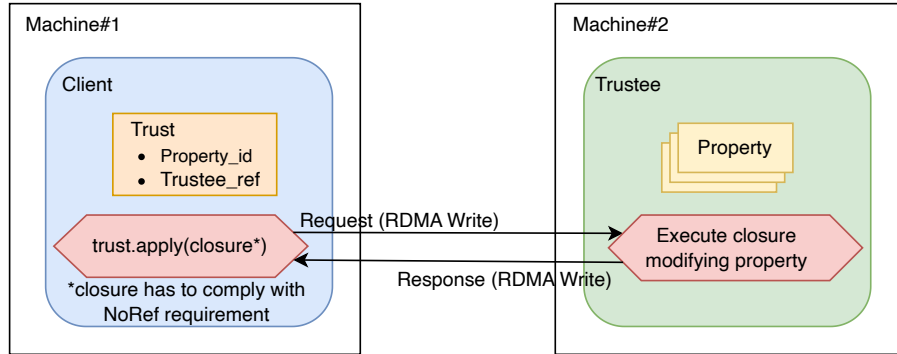 Machine#1
Machine#2
Client
Trustee
Trust
• Property_id
• Trustee_ref
Property
Request (RDMA Write)
trust.apply(closure*)
Execute closure
modifying property
Response (RDMA Write)
*closure has to comply with
NoRef requirement